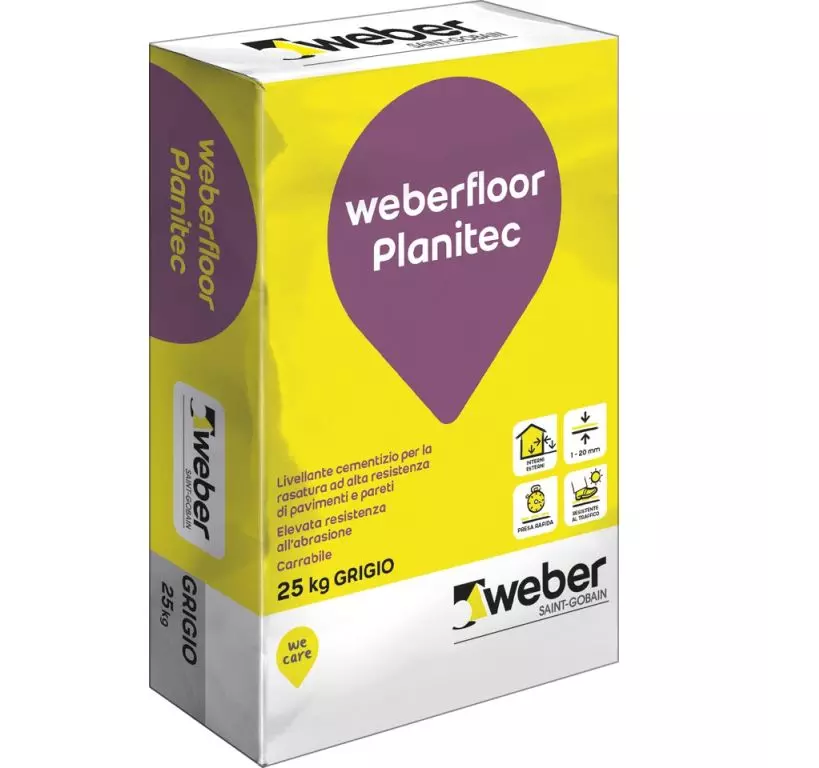 weber
SAINT-GOBAIN
weberfloor
Planitec
weberfloor
Planitec
INTERNI
ESTERNI
1 - 20 mm
PRESA RAPIDA
RESISTENTE
AL TRAFFICO
Livellante cementizio per la
rasatura ad alta resistenza
di pavimenti e pareti
Elevata resistenza
all'abrasione
Carrabile
25 kg GRIGIO
weber
SAINT-GOBAIN
we
care
weber
SAINT-GOBAIN
GRIGIO
25kg